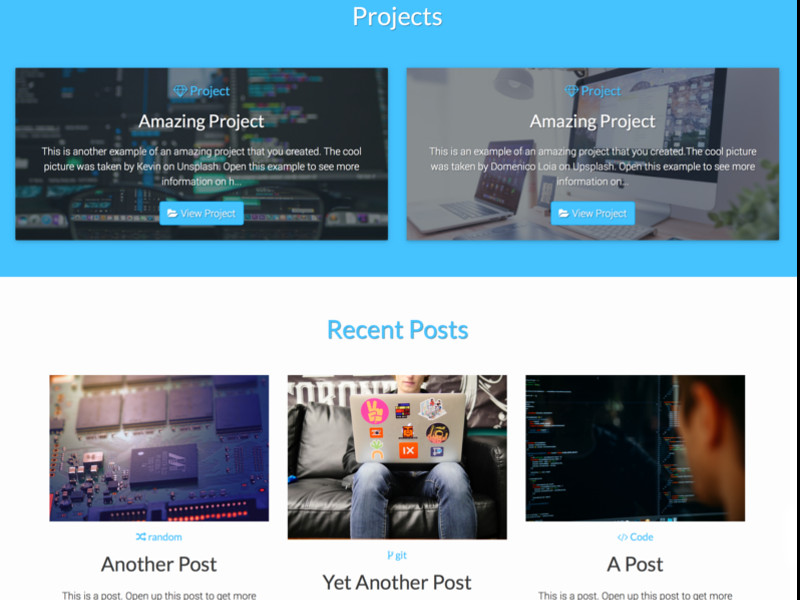 Projects
Project
Amazing Project
This is another example of an amazing project that you created. The cool
picture was taken by Kevin on Unsplash. Open this example to see more
information on h...
View Project
Project
Amazing Project
This is an example of an amazing project that you created.The cool picture
was taken by Domenico Loia on Upsplash. Open this example to see more
information on...
View Project
Recent Posts
random
Another Post
This is a post. Open up this post to get more
git
Yet Another Post
Code
A Post
This is a post. Open up this post to get more